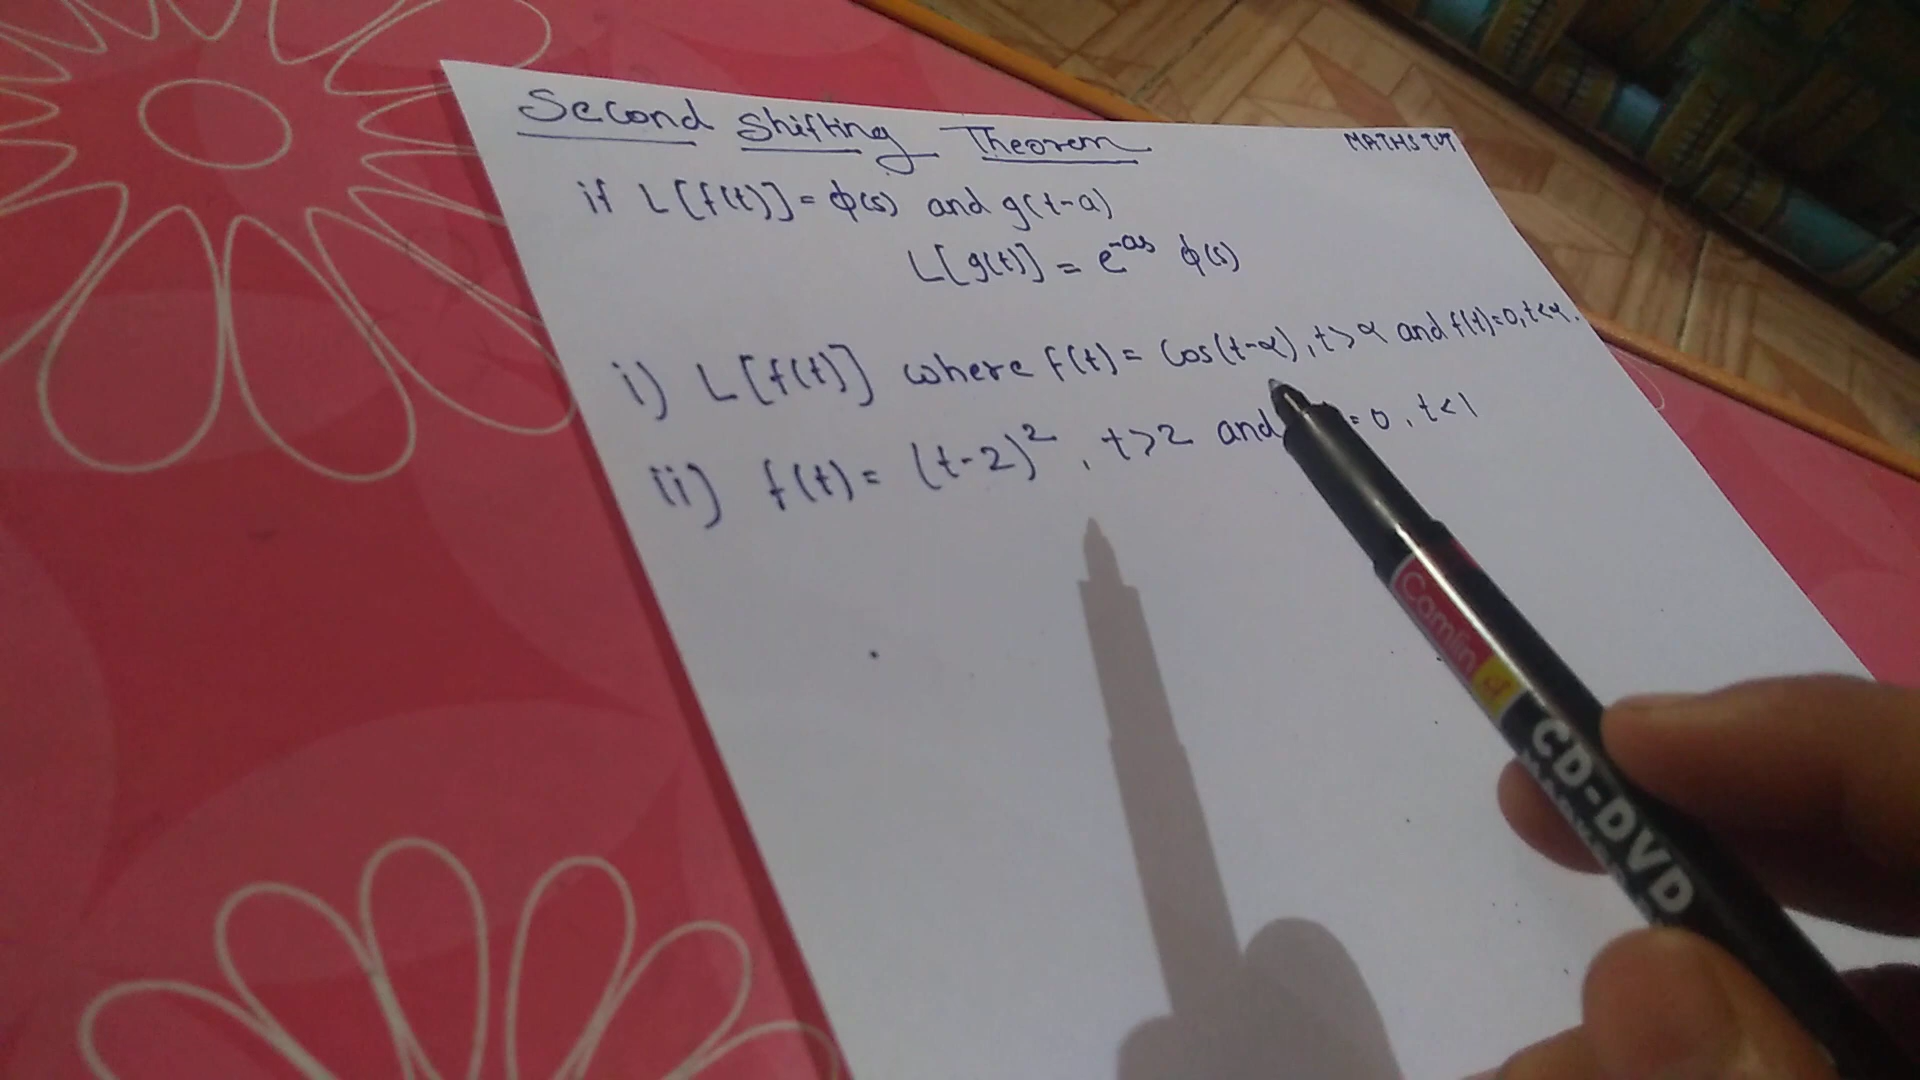 Second Shifting Theorem
MATHS TUT
if L[f(t)] = ϕ(s) and g(t-a)
L[g(t)] = e^-as ϕ(s)
i) L[f(t)] where f(t) = Cos(t-α), t>α and f(t)=0, t<α.
ii) f(t) = (t-2)², t>2 and = 0, t<1
Camlin
CD-DVD